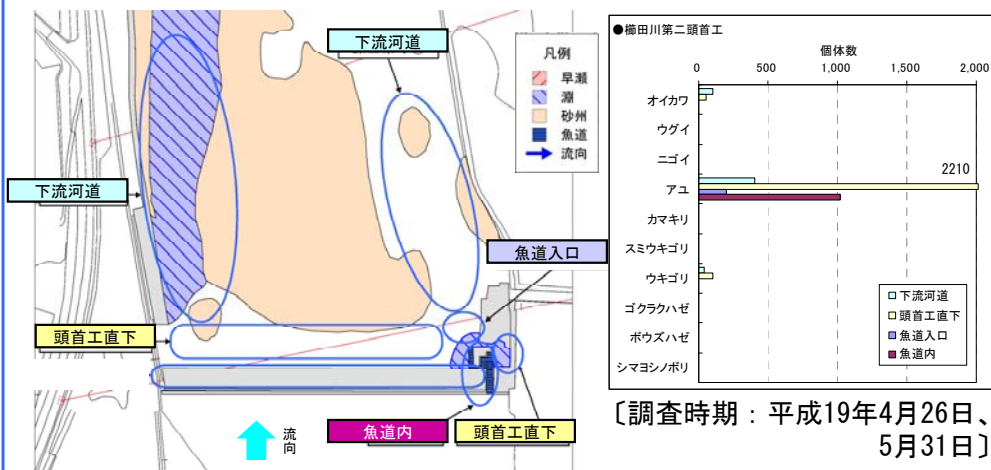 下流河道
凡例
早瀬
淵
砂州
魚道
流向
下流河道
魚道入口
頭首工直下
流向
魚道内
頭首工直下
●櫛田川第二頭首工
個体数
0 500 1,000 1,500 2,000
オイカワ
ウグイ
ニゴイ
2210
アユ
カマキリ
スミウキゴリ
ウキゴリ
ゴクラクハゼ
ボウズハゼ
シマヨシノボリ
下流河道
頭首工直下
魚道入口
魚道内
〔調査時期:平成19年4月26日、
5月31日〕